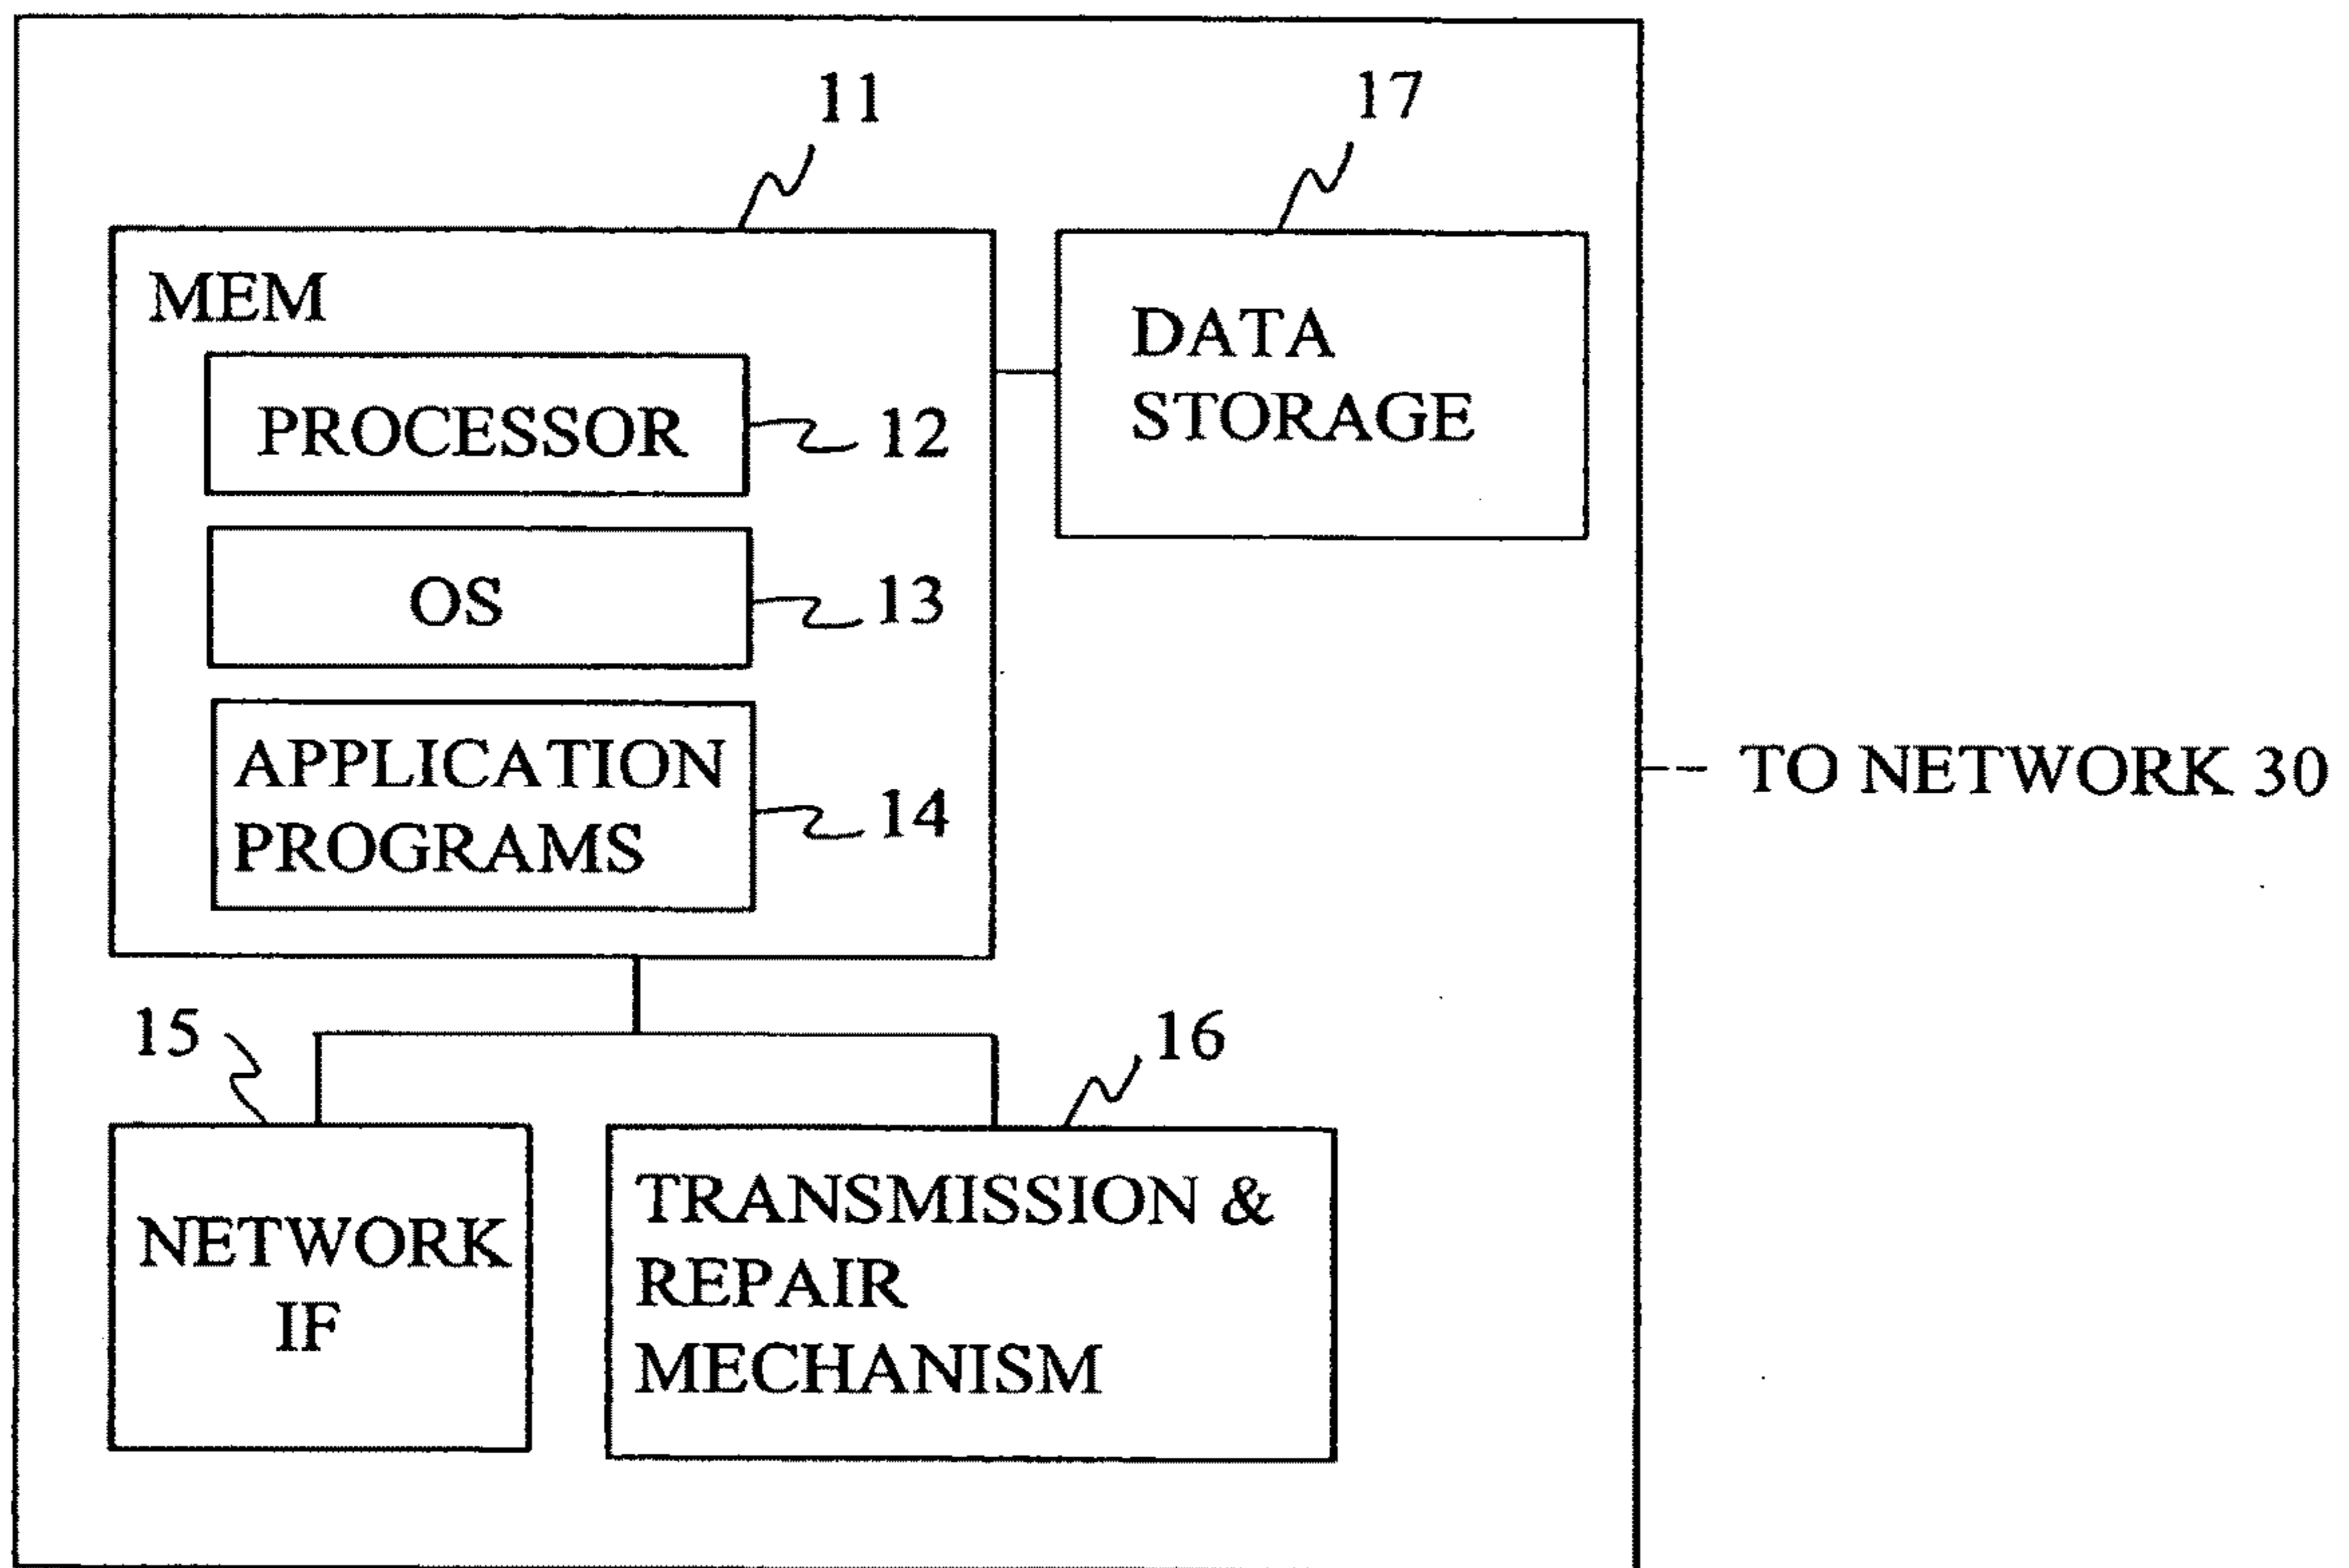 11
17
MEM
PROCESSOR
12
DATA
STORAGE
OS
13
APPLICATION
PROGRAMS
14
TO NETWORK 30
15
16
NETWORK
IF
TRANSMISSION &
REPAIR
MECHANISM